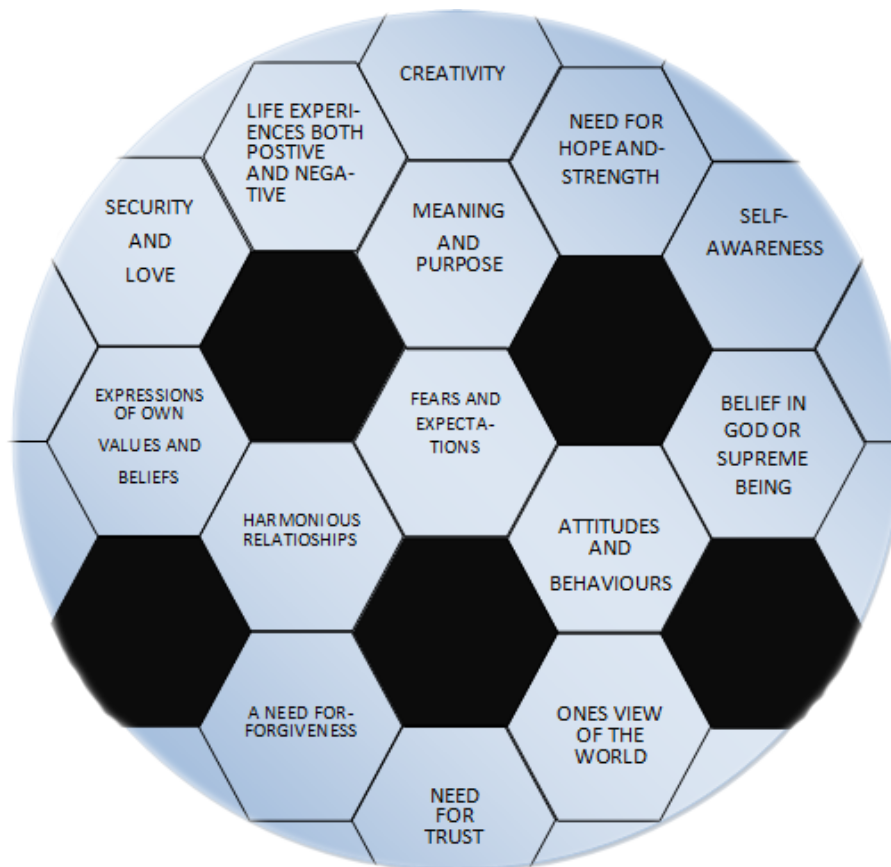 CREATIVITY
LIFE EXPERI-
ENCES BOTH
POSTIVE
AND NEGA-
TIVE
NEED FOR
HOPE AND-
STRENGTH
SECURITY
AND
LOVE
MEANING
AND
PURPOSE
SELF-
AWARENESS
EXPRESSIONS
OF OWN
VALUES AND
BELIEFS
FEARS AND
EXPECTA-
TIONS
BELIEF IN
GOD OR
SUPREME
BEING
HARMONIOUS
RELATIOSHIPS
ATTITUDES
AND
BEHAVIOURS
A NEED FOR-
FORGIVENESS
ONES VIEW
OF THE
WORLD
NEED
FOR
TRUST